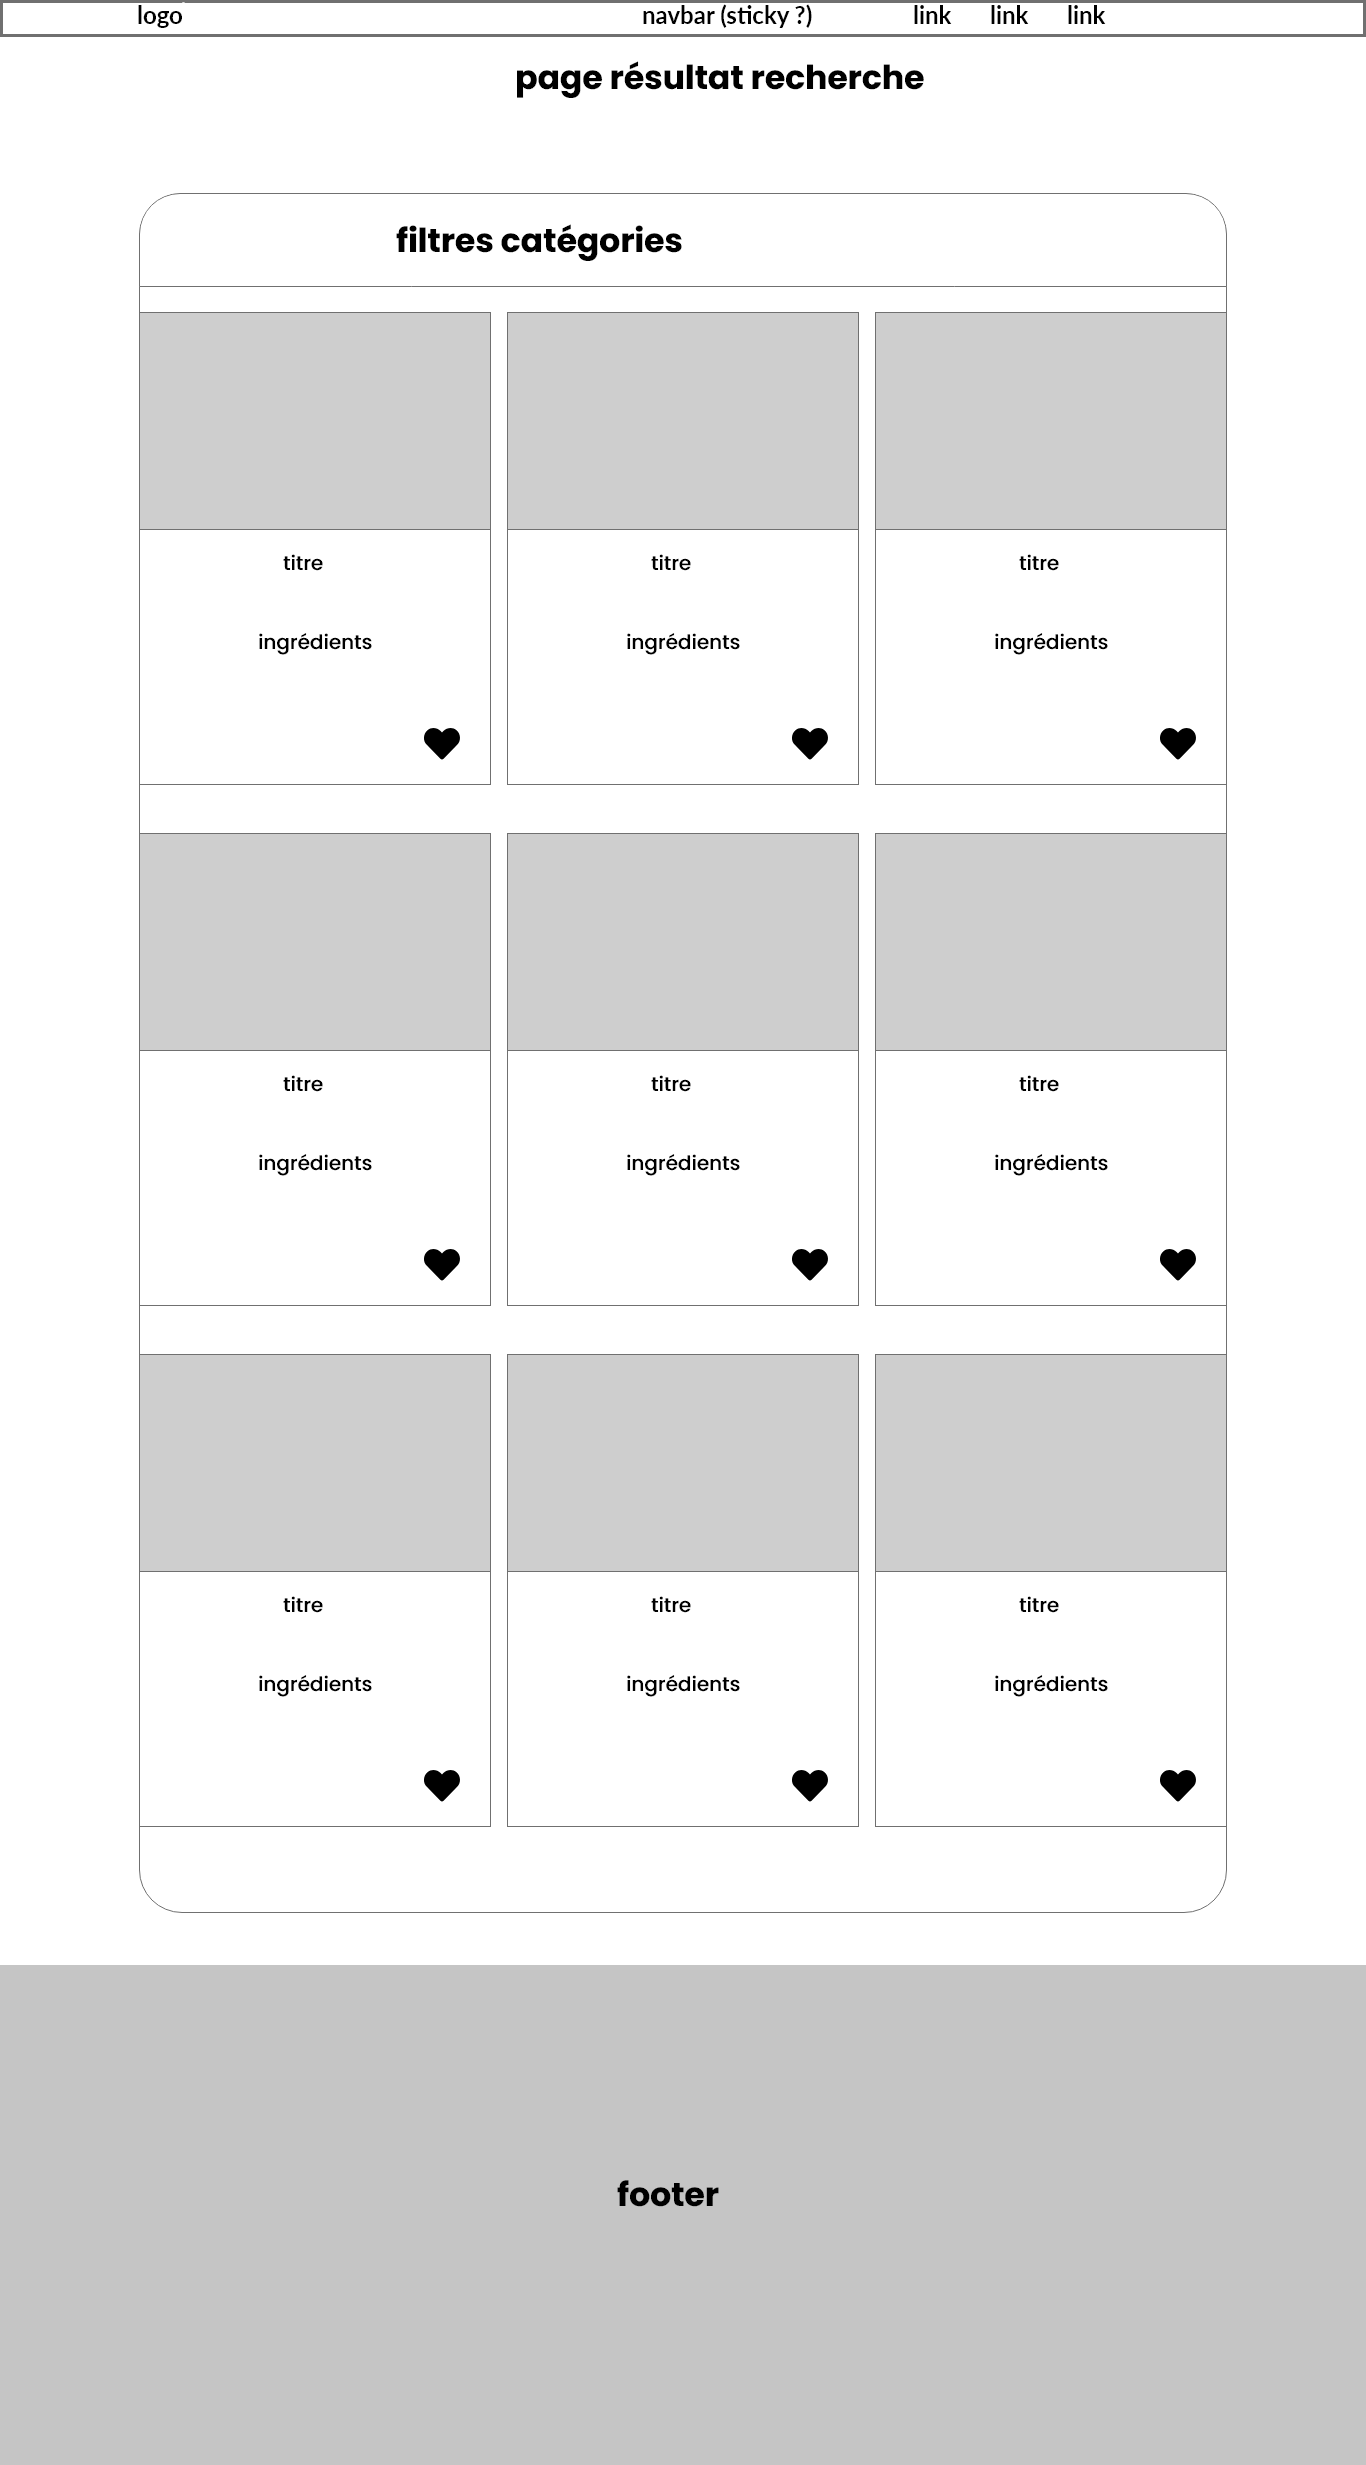 logo navbar (sticky ?) link link link
page résultat recherche
filtres catégories
titre titre titre
ingrédients ingrédients ingrédients
titre titre titre
ingrédients ingrédients ingrédients
titre titre titre
ingrédients ingrédients ingrédients
footer